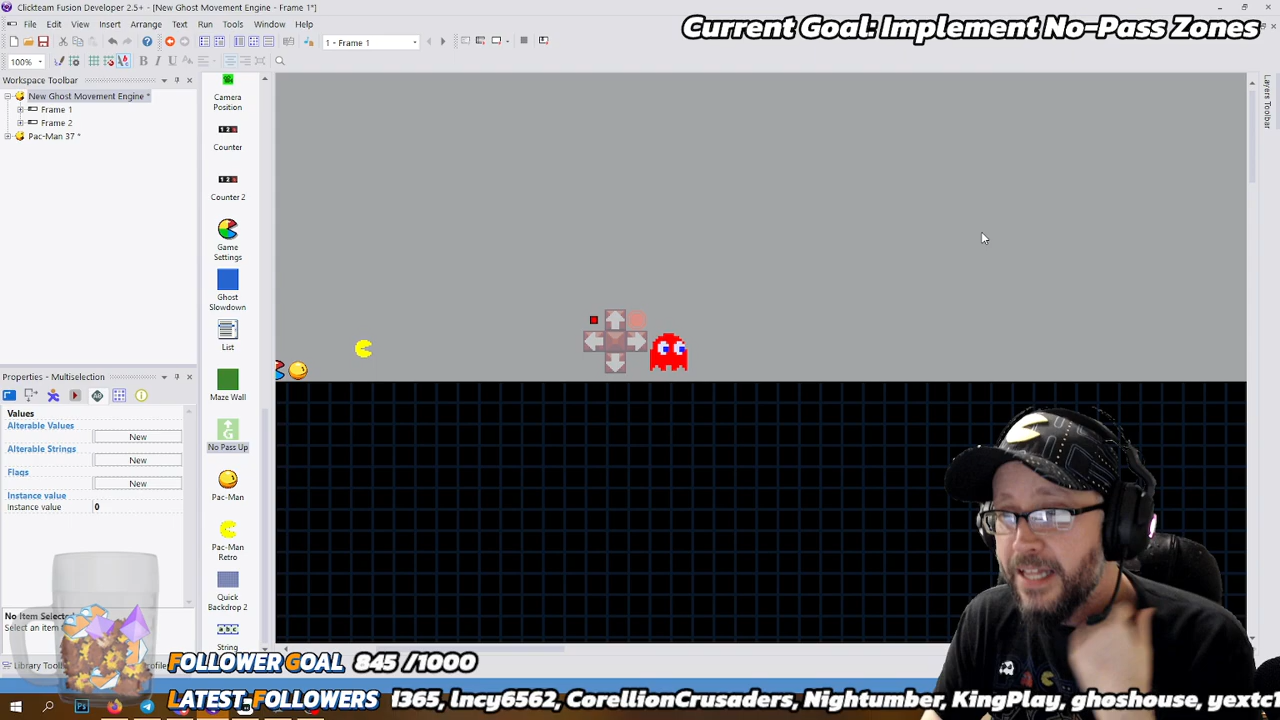 Clickteam Fusion Developer 2.5+ - [New Ghost Movement Engine - Frame 1*]
Current Goal: Implement No-Pass Zones
File Edit View Insert Arrange Text Run Tools Window Help
1 - Frame 1
100%
B I U
Workspace Toolbar
New Ghost Movement Engine *
Frame 1
Frame 2
Pac-Man 37 *
Camera Position
Counter
Counter 2
Game Settings
Ghost Slowdown
List
Maze Wall
No Pass Up
Pac-Man
Pac-Man Retro
Quick Backdrop 2
String
Layers Toolbar
Properties - Multiselection
Values
Alterable Values
New
Alterable Strings
New
Flags
New
Instance value
Instance value 0
No Item Selected
Select an item
Library Toolb
Follower Goal 845 /1000
Latest Followers l365, lncy6562, CorellionCrusaders, Nightumber, KingPlay, ghoshouse, yextc